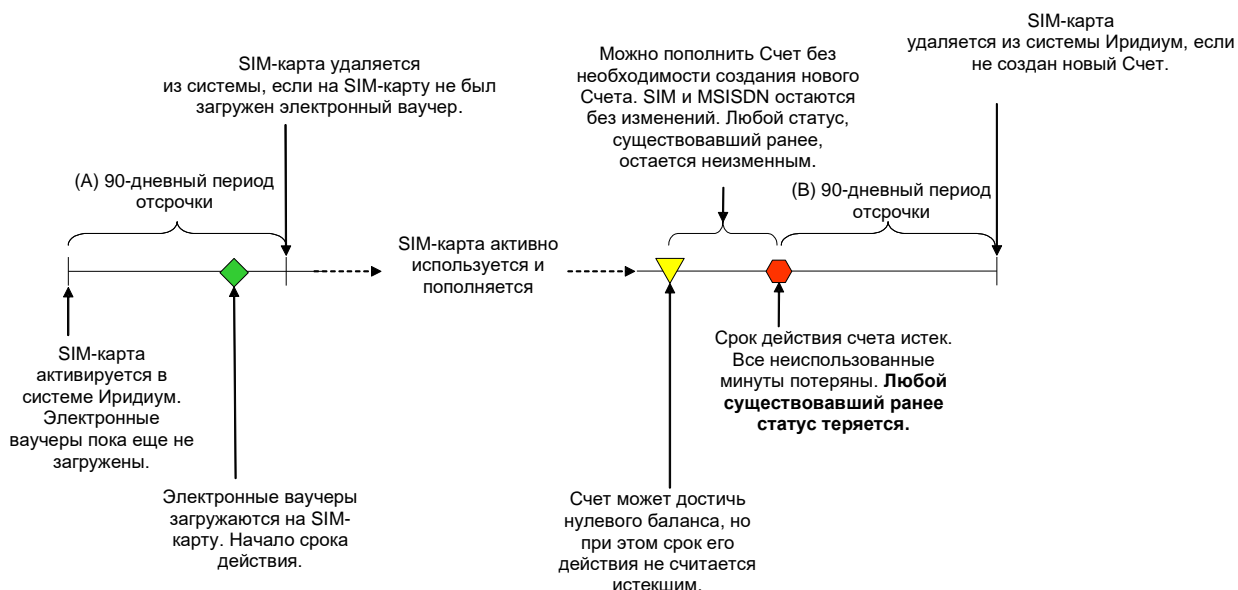 SIM-карта удаляется
из системы, если на SIM-карту не был
загружен электронный ваучер.
Можно пополнить Счет без
необходимости создания нового
Счета. SIM и MSISDN остаются
без изменений. Любой статус,
существовавший ранее,
остается неизменным.
SIM-карта
удаляется из системы Иридиум, если
не создан новый Счет.
(A) 90-дневный период
отсрочки
(B) 90-дневный период
отсрочки
SIM-карта активно
используется и
пополняется
SIM-карта
активируется в
системе Иридиум.
Электронные
ваучеры пока еще не
загружены.
Электронные ваучеры
загружаются на SIM-
карту. Начало срока
действия.
Счет может достичь
нулевого баланса, но
при этом срок его
действия не считается
истекшим.
Срок действия счета истек.
Все неиспользованные
минуты потеряны. Любой
существовавший ранее
статус теряется.